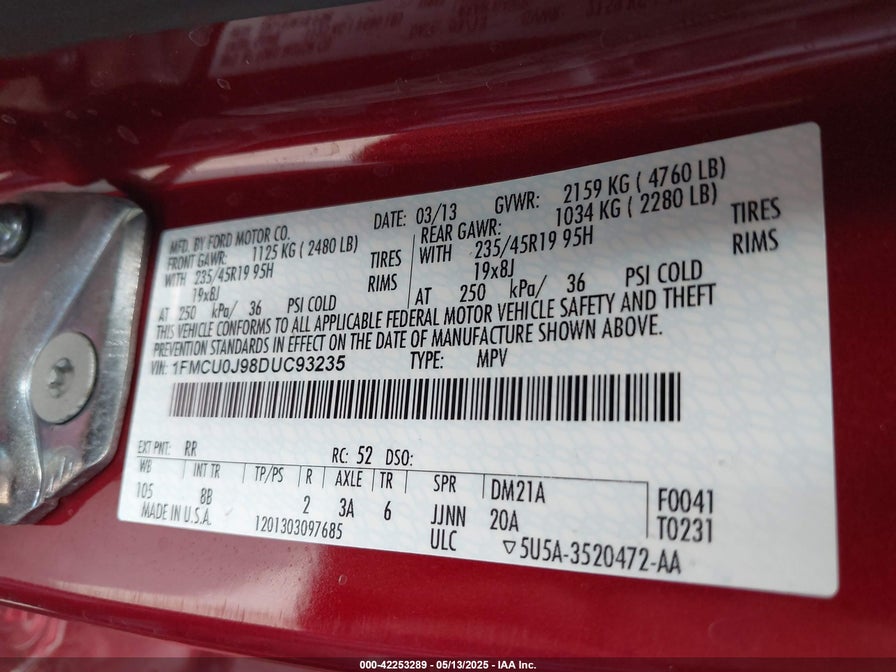 MFD. BY FORD MOTOR CO.
DATE: 03/13 GVWR: 2159 KG ( 4760 LB)
FRONT GAWR: 1125 KG ( 2480 LB)
REAR GAWR: 1034 KG ( 2280 LB)
WITH 235/45R19 95H TIRES
WITH 235/45R19 95H TIRES
19x8J RIMS
19x8J RIMS
AT 250 kPa/ 36 PSI COLD
AT 250 kPa/ 36 PSI COLD
THIS VEHICLE CONFORMS TO ALL APPLICABLE FEDERAL MOTOR VEHICLE SAFETY AND THEFT
PREVENTION STANDARDS IN EFFECT ON THE DATE OF MANUFACTURE SHOWN ABOVE.
VIN: 1FMCU0J98DUC93235 TYPE: MPV
EXT PNT: RR RC: 52 DSO:
WB INT TR TP/PS R AXLE TR SPR DM21A F0041
105 8B 2 3A 6 JJNN 20A T0231
MADE IN U.S.A. 1201303097685 ULC ▽5U5A-3520472-AA
000-42253289 - 05/13/2025 - IAA Inc.